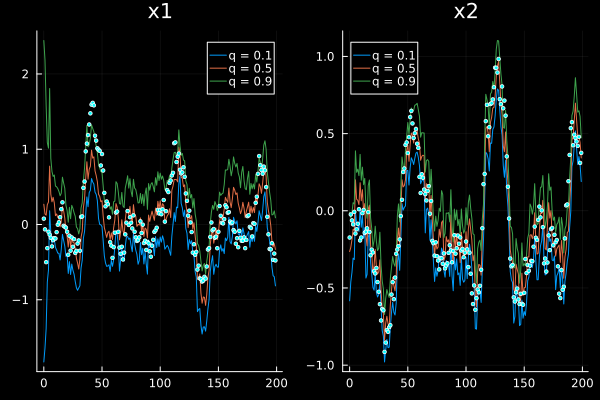 x1
x2
q = 0.1
q = 0.5
q = 0.9
q = 0.1
q = 0.5
q = 0.9
2
1
0
−1
1.0
0.5
0.0
−0.5
−1.0
0 50 100 150 200
0 50 100 150 200